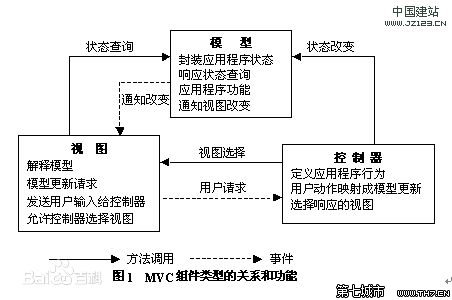 中国建站
WWW.JZ123.CN
模 型
封装应用程序状态
响应状态查询
应用程序功能
通知视图改变
状态查询
状态改变
通知改变
视 图
解释模型
模型更新请求
发送用户输入给控制器
允许控制器选择视图
视图选择
用户请求
控 制 器
定义应用程序行为
用户动作映射成模型更新
选择响应的视图
方法调用
事件
Bai百科
图1 MVC组件类型的关系和功能
第七城市 WWW.TH7.CN